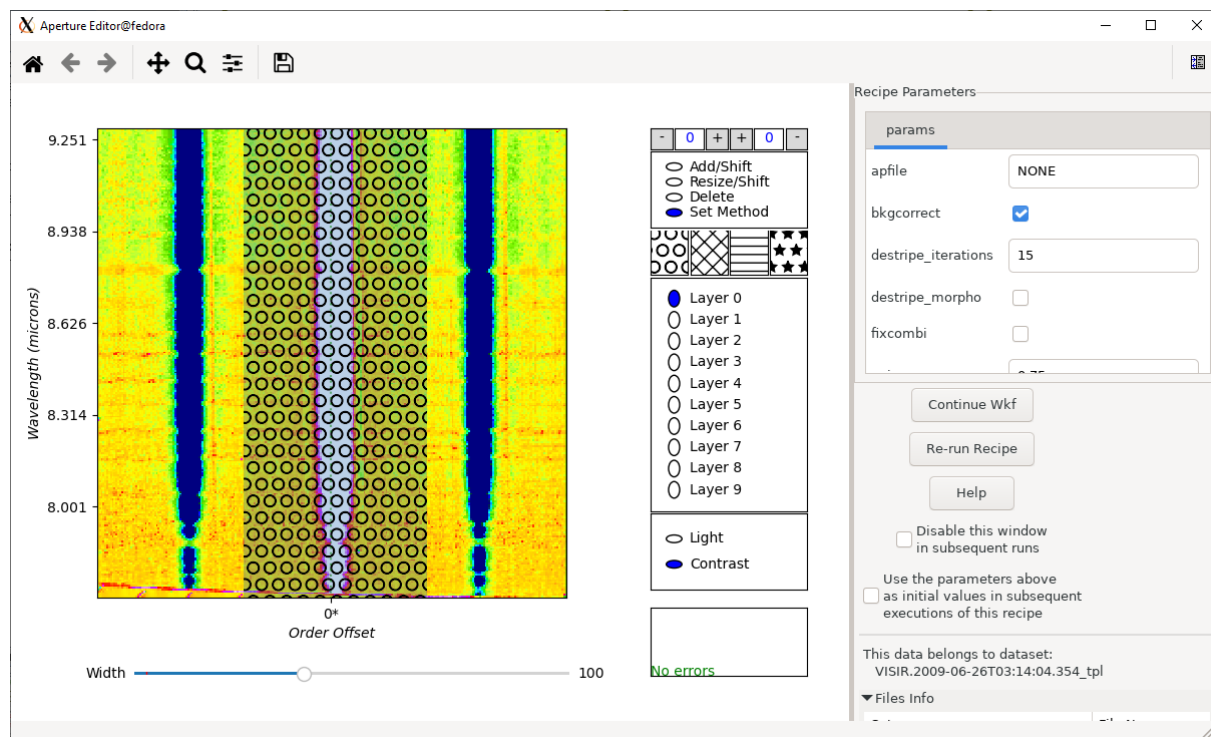 Aperture Editor@fedora
Recipe Parameters
params
apfile NONE
bkgcorrect
destripe_iterations 15
destripe_morpho
fixcombi
Continue Wkf
Re-run Recipe
Help
Disable this window
in subsequent runs
Use the parameters above
as initial values in subsequent
executions of this recipe
This data belongs to dataset:
VISIR.2009-06-26T03:14:04.354_tpl
Files Info
9.251
8.938
8.626
8.314
8.001
Wavelength (microns)
0*
Order Offset
Width 100
- 0 + + 0 -
Add/Shift
Resize/Shift
Delete
Set Method
Layer 0
Layer 1
Layer 2
Layer 3
Layer 4
Layer 5
Layer 6
Layer 7
Layer 8
Layer 9
Light
Contrast
No errors